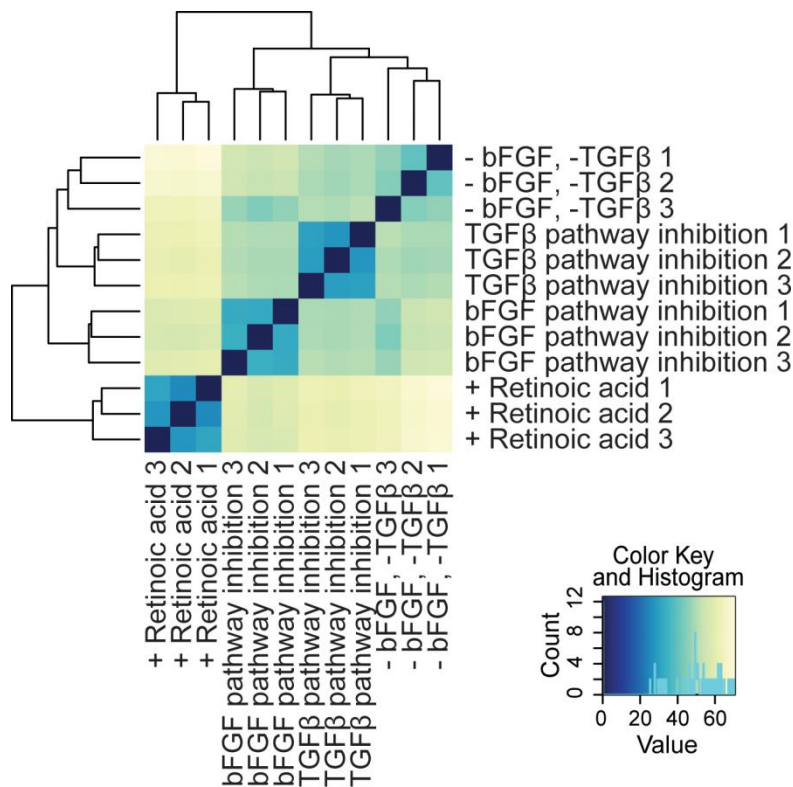 - bFGF, -TGFβ 1
- bFGF, -TGFβ 2
- bFGF, -TGFβ 3
TGFβ pathway inhibition 1
TGFβ pathway inhibition 2
TGFβ pathway inhibition 3
bFGF pathway inhibition 1
bFGF pathway inhibition 2
bFGF pathway inhibition 3
+ Retinoic acid 1
+ Retinoic acid 2
+ Retinoic acid 3
+ Retinoic acid 3
+ Retinoic acid 2
+ Retinoic acid 1
bFGF pathway inhibition 3
bFGF pathway inhibition 2
bFGF pathway inhibition 1
TGFβ pathway inhibition 3
TGFβ pathway inhibition 2
TGFβ pathway inhibition 1
- bFGF, -TGFβ 3
- bFGF, -TGFβ 2
- bFGF, -TGFβ 1
Color Key
and Histogram
Count
12
8
4
0
0 20 40 60
Value